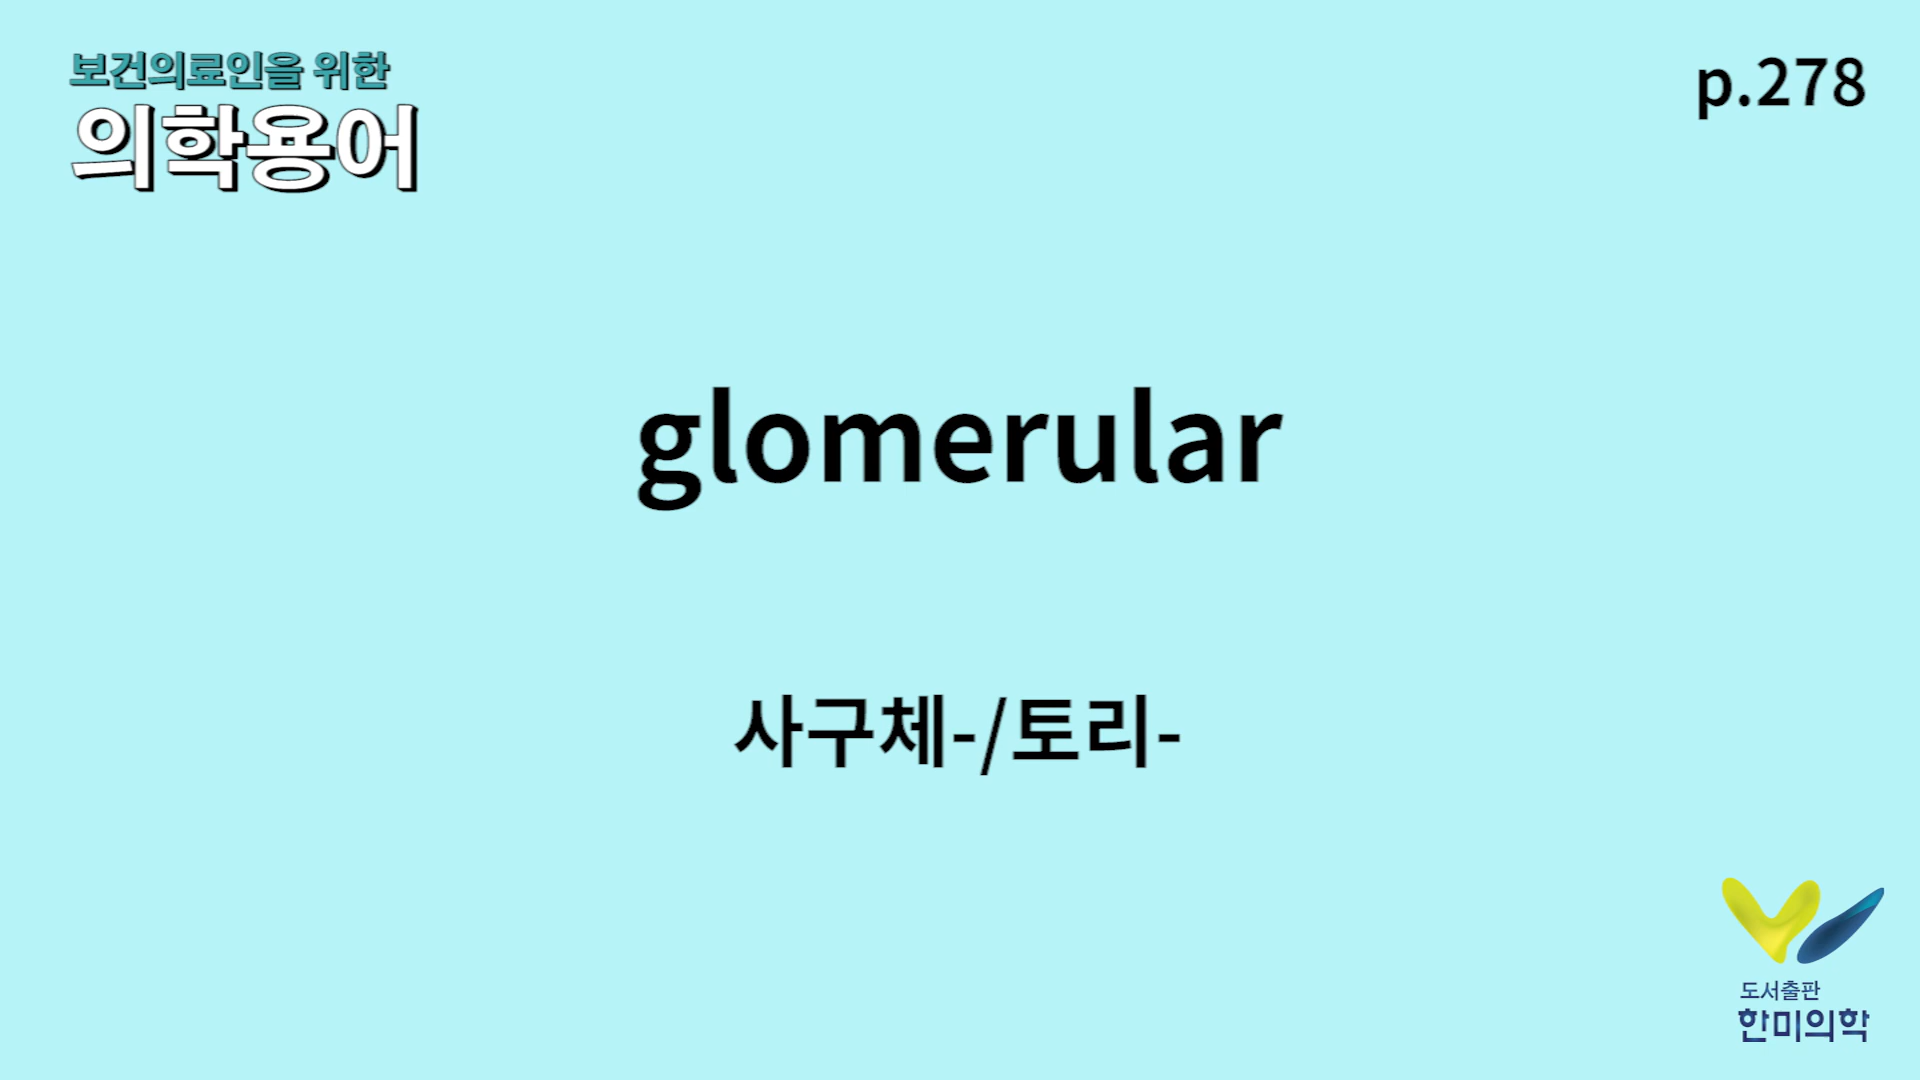 보건의료인을 위한
의학용어
p.278
glomerular
사구체-/토리-
도서출판
한미의학